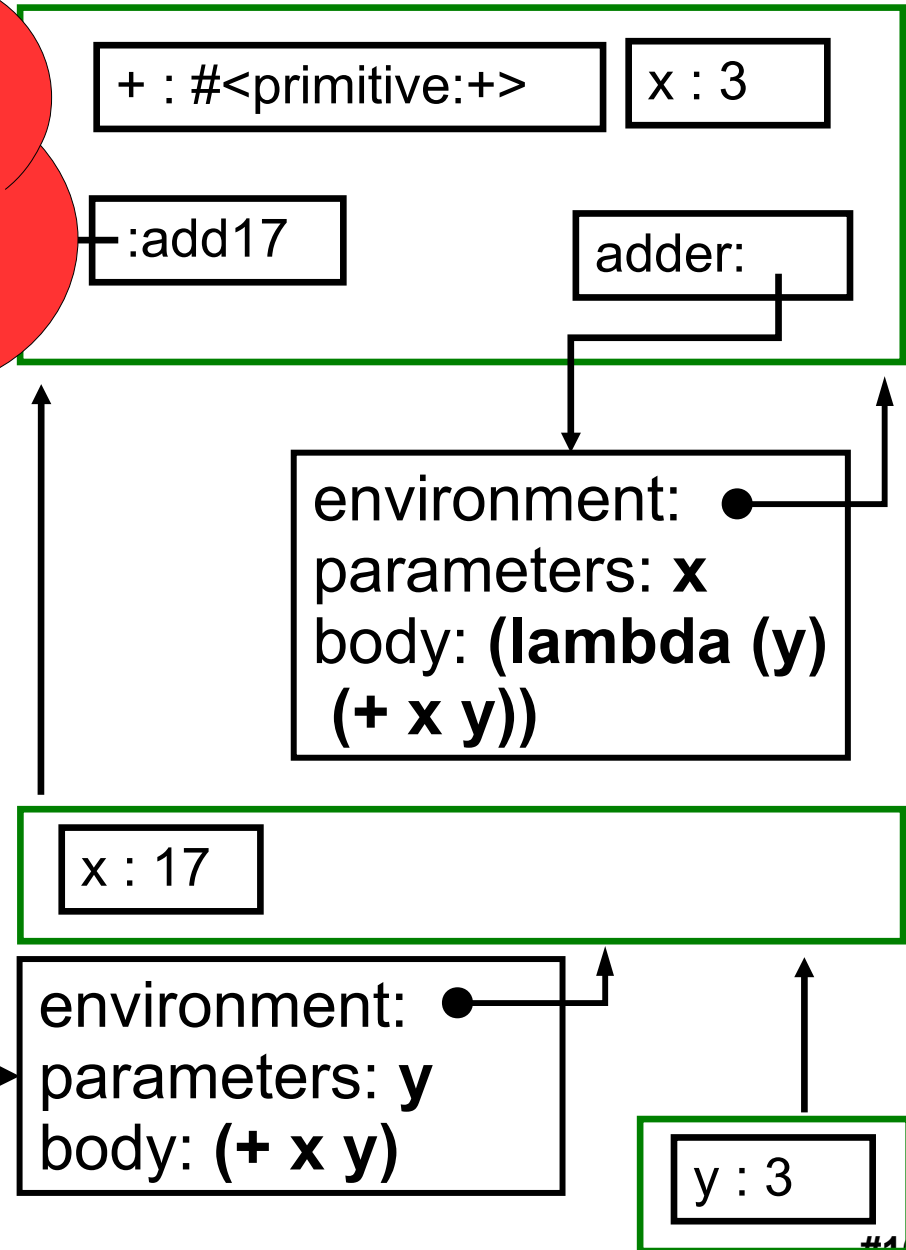 + : #<primitive:+>
x : 3
:add17
adder:
environment:
parameters: x
body: (lambda (y)
(+ x y))
x : 17
environment:
parameters: y
body: (+ x y)
y : 3